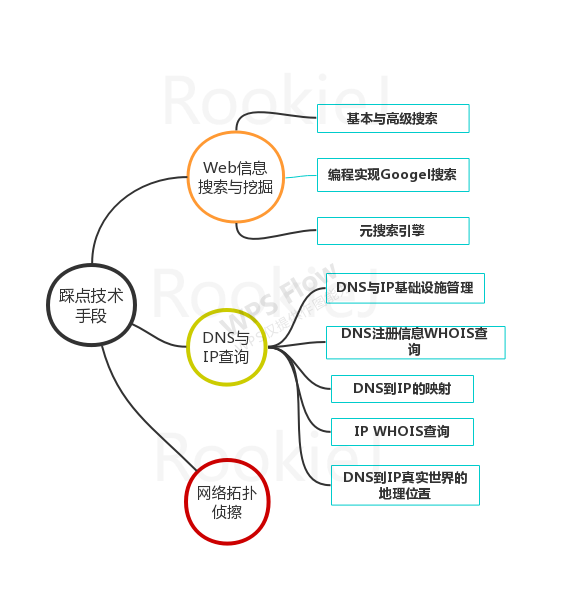 RookieJ
基本与高级搜索
Web信息
搜索与挖掘
编程实现Googel搜索
元搜索引擎
踩点技术
手段
RookieJ
WPS Flow
DNS与IP基础设施管理
DNS与
IP查询
DNS注册信息WHOIS查
询
DNS到IP的映射
IP WHOIS查询
RookieJ
DNS到IP真实世界的
地理位置
网络拓扑
侦擦